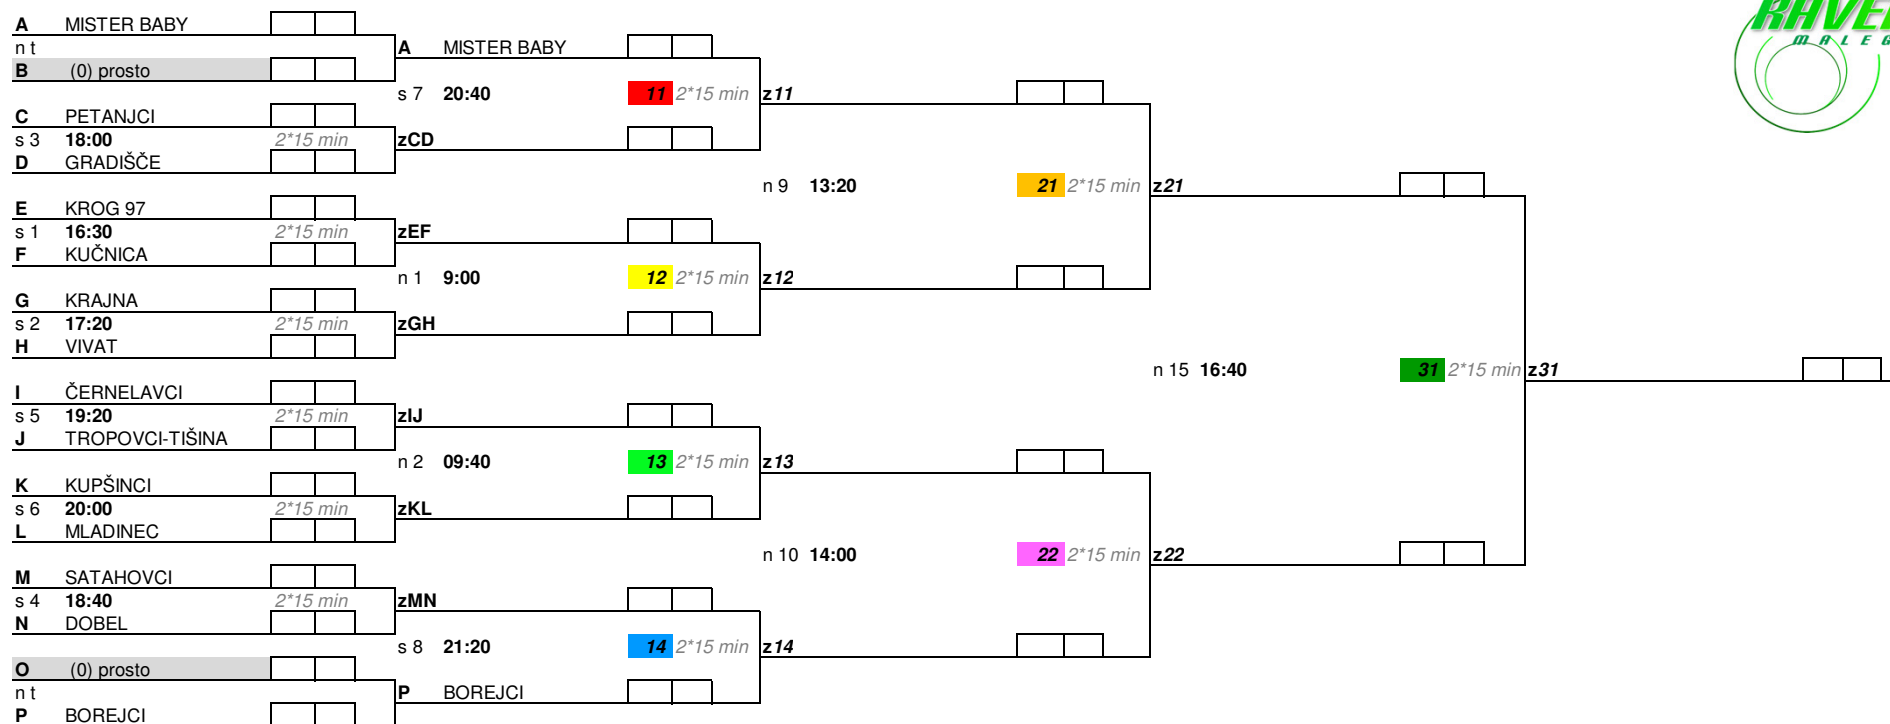 A MISTER BABY
n t
B (0) prosto
C PETANJCI
s 3 18:00 2*15 min
D GRADIŠČE
E KROG 97
s 1 16:30 2*15 min
F KUČNICA
G KRAJNA
s 2 17:20 2*15 min
H VIVAT
I ČERNELAVCI
s 5 19:20 2*15 min
J TROPOVCI-TIŠINA
K KUPŠINCI
s 6 20:00 2*15 min
L MLADINEC
M SATAHOVCI
s 4 18:40 2*15 min
N DOBEL
O (0) prosto
n t
P BOREJCI
A MISTER BABY
s 7 20:40 11 2*15 min
zCD
zEF
n 1 9:00 12 2*15 min
zGH
zIJ
n 2 09:40 13 2*15 min
zKL
zMN
s 8 21:20 14 2*15 min
P BOREJCI
z11
n 9 13:20 21 2*15 min
z12
z13
n 10 14:00 22 2*15 min
z14
z21
n 15 16:40 31 2*15 min
z22
z31